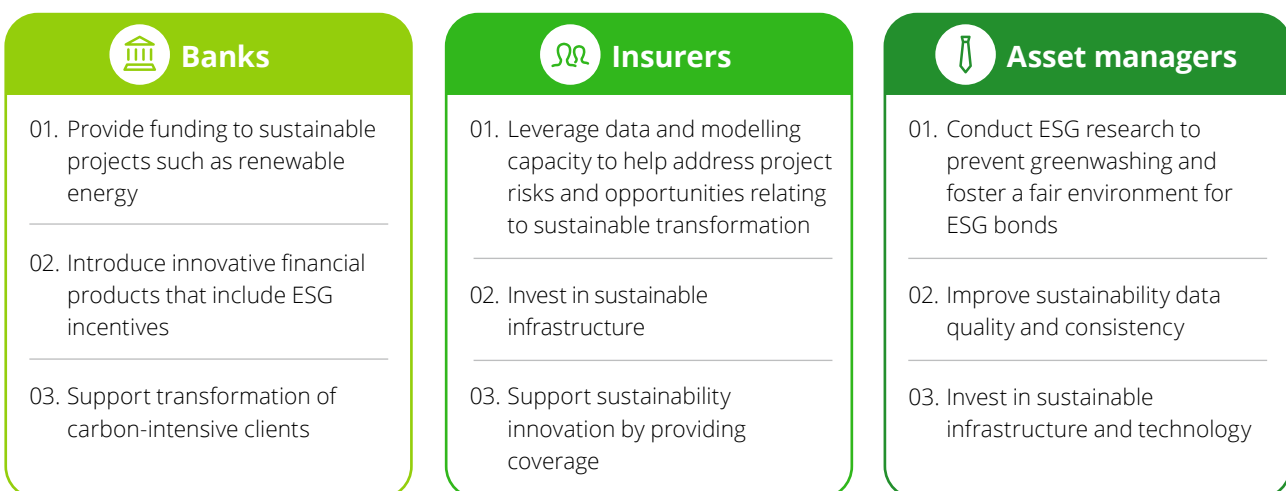 Banks
01. Provide funding to sustainable
projects such as renewable
energy
02. Introduce innovative financial
products that include ESG
incentives
03. Support transformation of
carbon-intensive clients
Insurers
01. Leverage data and modelling
capacity to help address project
risks and opportunities relating
to sustainable transformation
02. Invest in sustainable
infrastructure
03. Support sustainability
innovation by providing
coverage
Asset managers
01. Conduct ESG research to
prevent greenwashing and
foster a fair environment for
ESG bonds
02. Improve sustainability data
quality and consistency
03. Invest in sustainable
infrastructure and technology